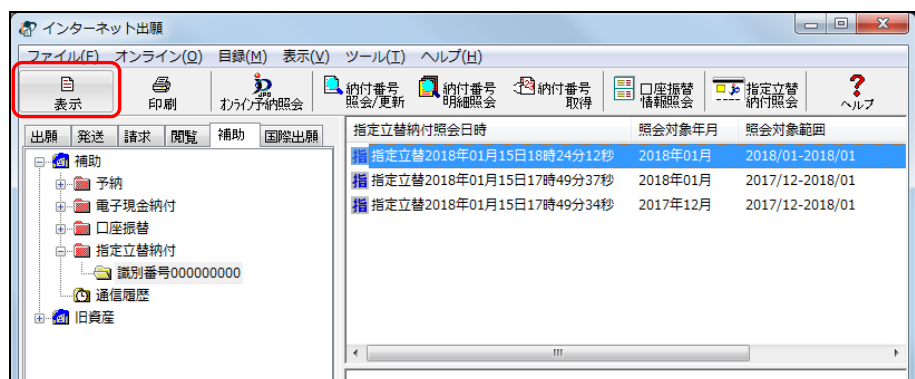 インターネット出願
ファイル(F) オンライン(O) 目録(M) 表示(V) ツール(T) ヘルプ(H)
表示
印刷
オンライン予納照会
納付番号
照会/更新
納付番号
明細照会
納付番号
取得
口座振替
情報照会
指定立替
納付照会
ヘルプ
出願 発送 請求 閲覧 補助 国際出願
補助
予納
電子現金納付
口座振替
指定立替納付
識別番号000000000
通信履歴
旧資産
指定立替納付照会日時 照会対象年月 照会対象範囲
指 指定立替2018年01月15日18時24分12秒 2018年01月 2018/01-2018/01
指 指定立替2018年01月15日17時49分37秒 2018年01月 2017/12-2018/01
指 指定立替2018年01月15日17時49分34秒 2017年12月 2017/12-2018/01